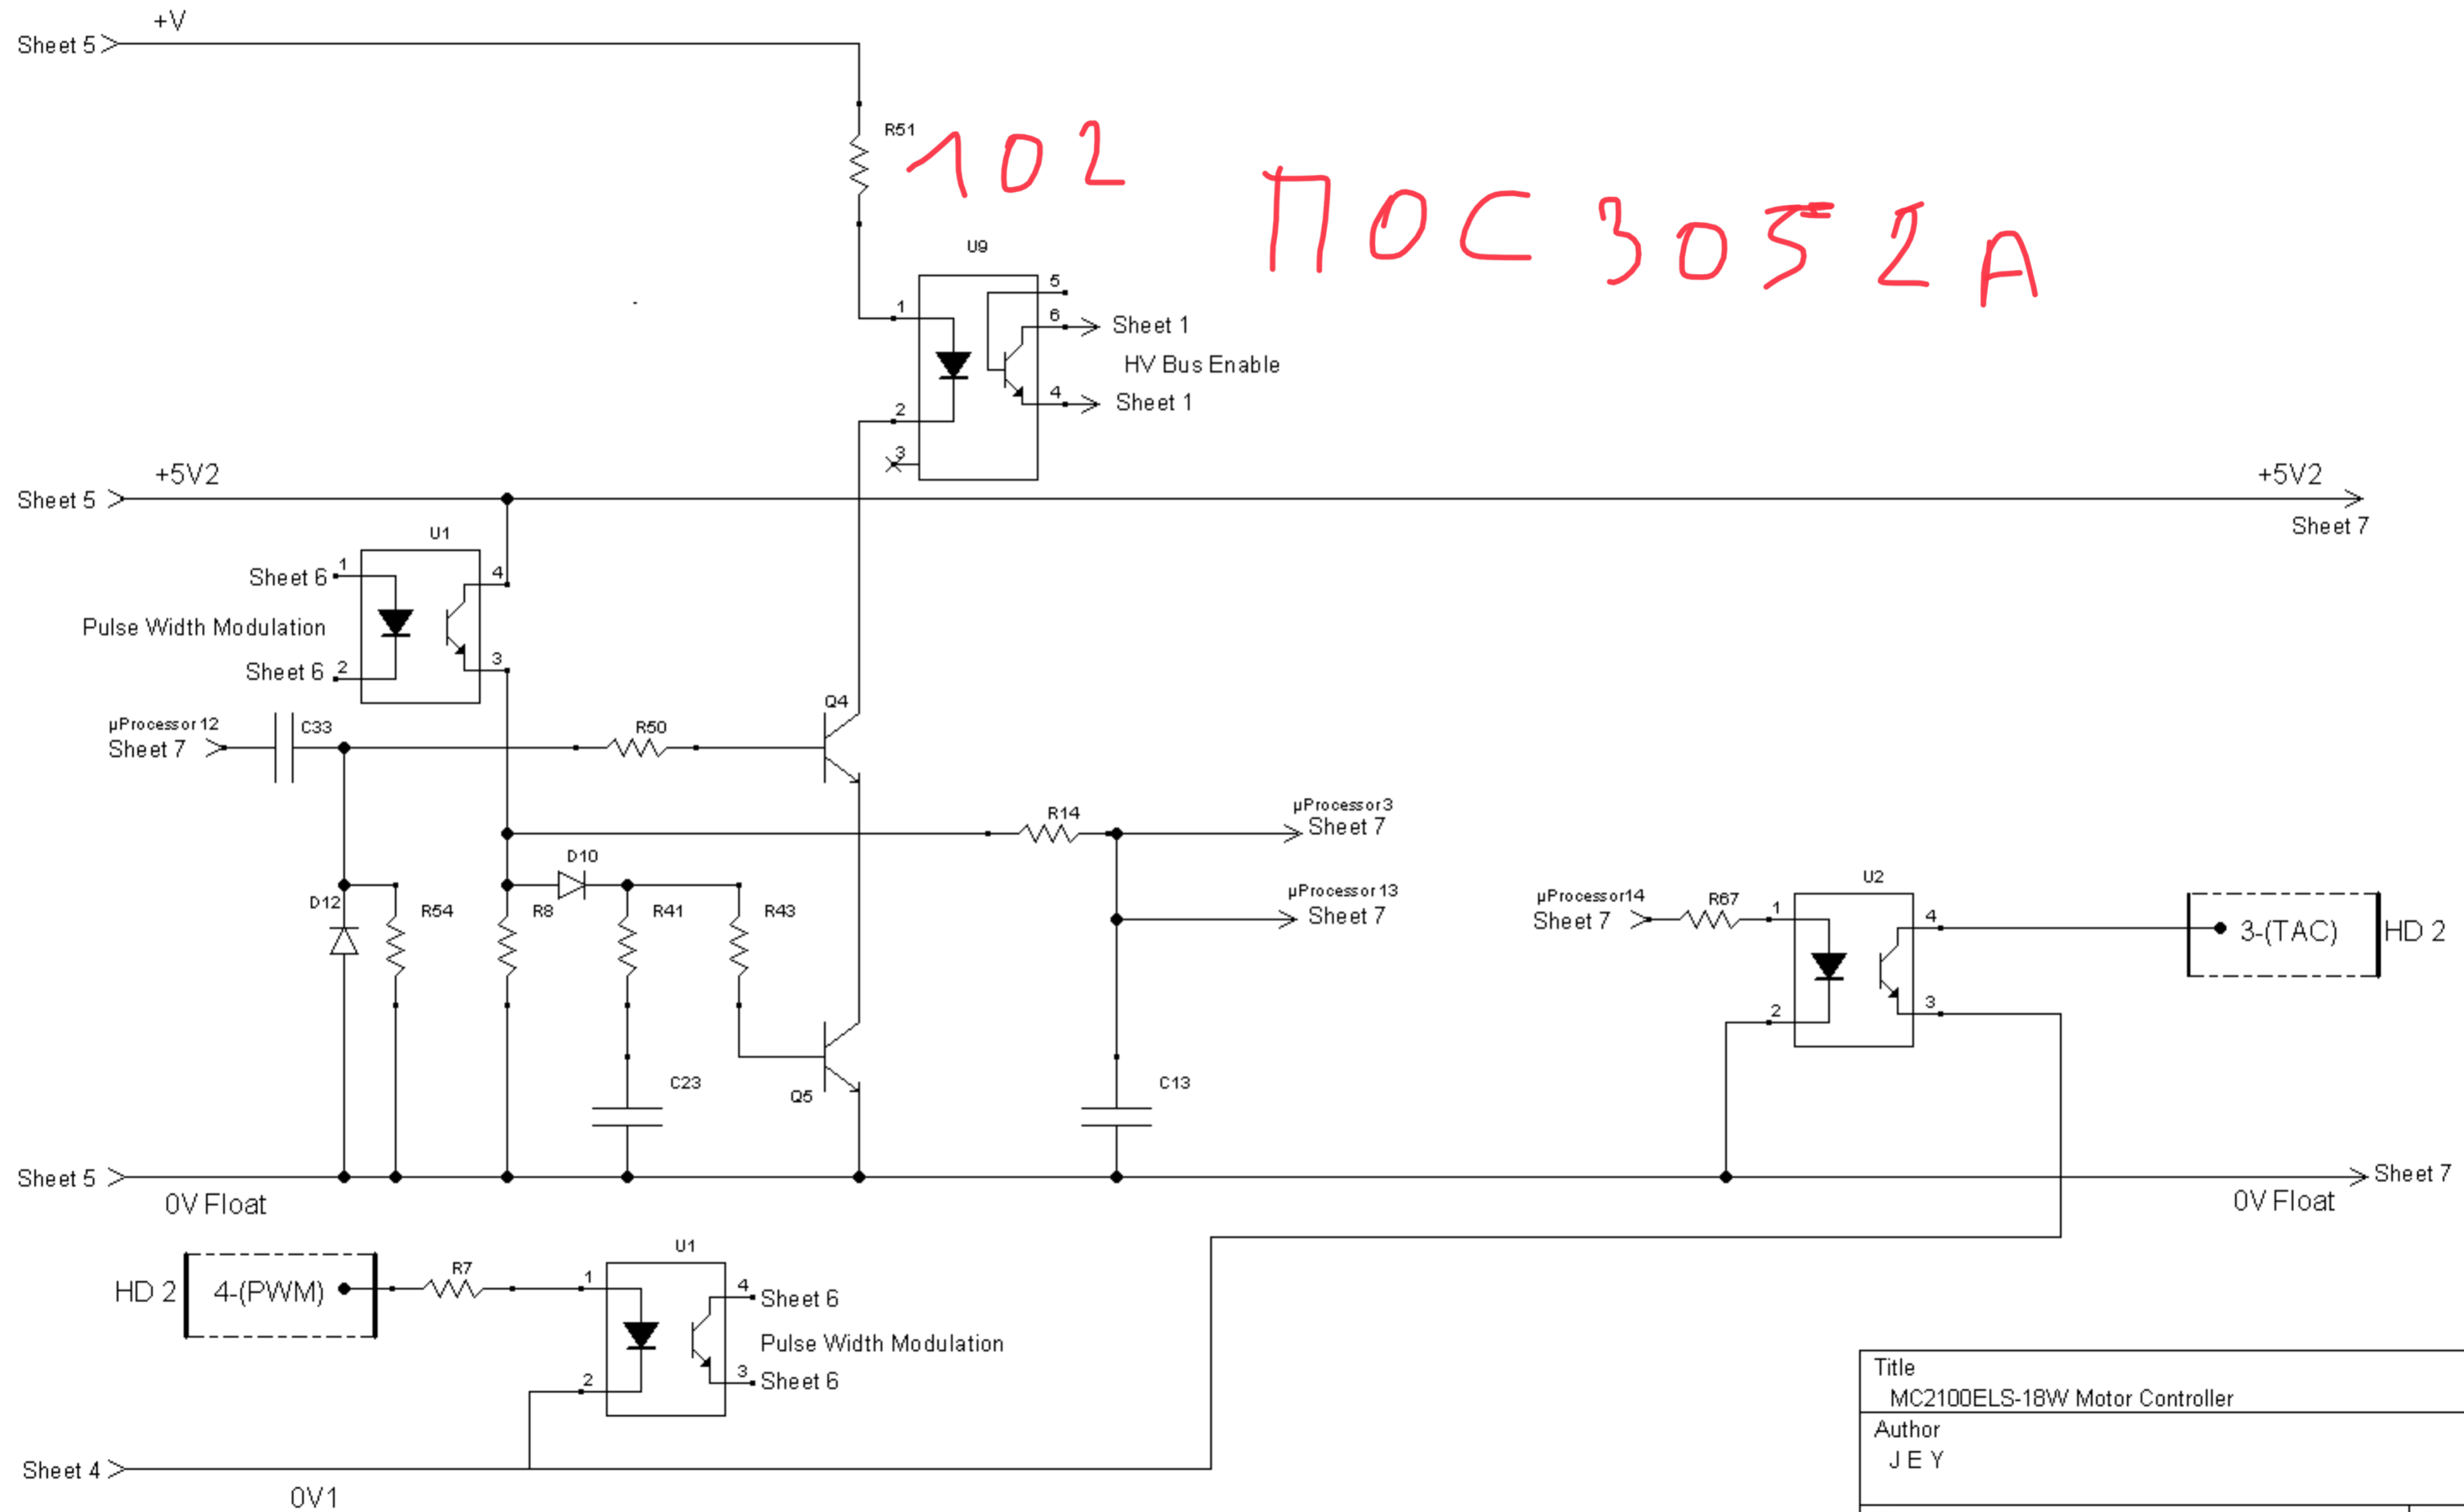 +V
Sheet 5
R51
102
ПОС3052А
U9
1
5
6
Sheet 1
HV Bus Enable
2
4
Sheet 1
3
+5V2
Sheet 5
+5V2
Sheet 7
U1
Sheet 6
1
4
Pulse Width Modulation
Sheet 6
2
3
µProcessor12
Sheet 7
C33
R50
Q4
R14
µProcessor3
Sheet 7
D10
D12
R54
R8
R41
R43
µProcessor13
Sheet 7
µProcessor14
Sheet 7
R67
U2
1
4
3-(TAC)
HD 2
2
3
C23
Q5
C13
Sheet 5
0V Float
Sheet 7
0V Float
HD 2
4-(PWM)
R7
U1
1
4
Sheet 6
Pulse Width Modulation
2
3
Sheet 6
Sheet 4
0V1
Title
MC2100ELS-18W Motor Controller
Author
J E Y